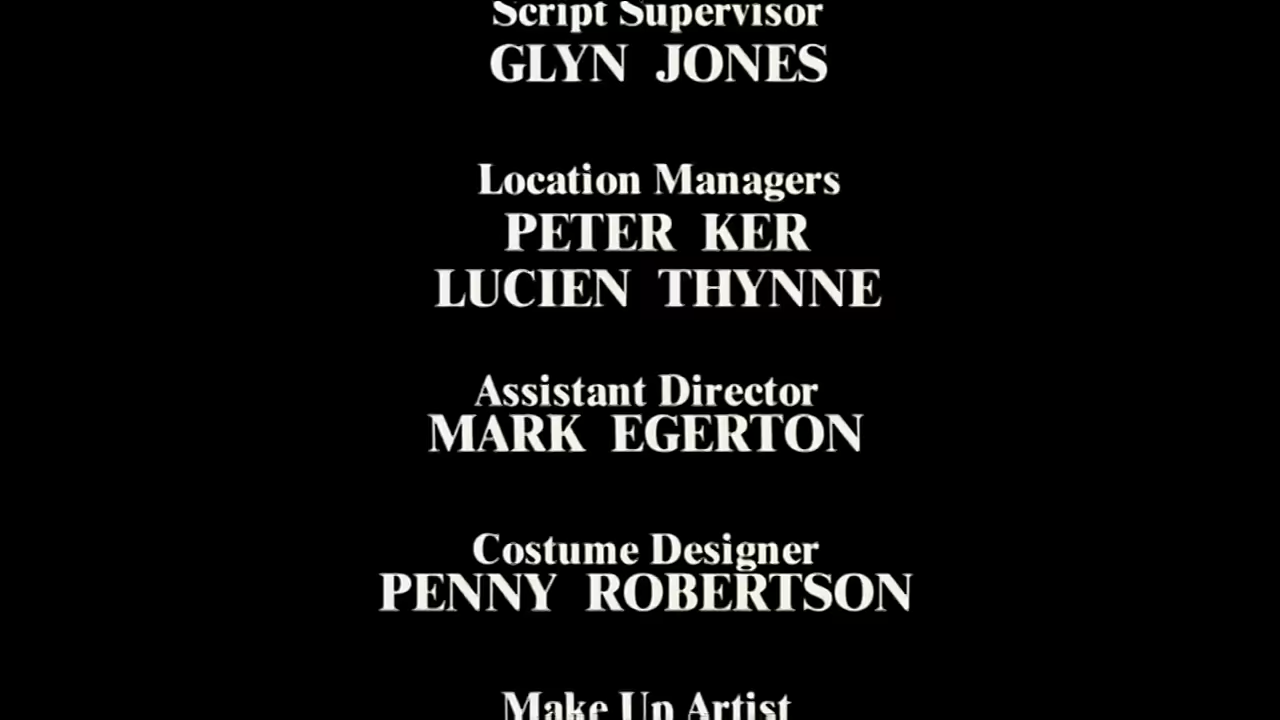 Script Supervisor
GLYN JONES
Location Managers
PETER KER
LUCIEN THYNNE
Assistant Director
MARK EGERTON
Costume Designer
PENNY ROBERTSON
Make Up Artist